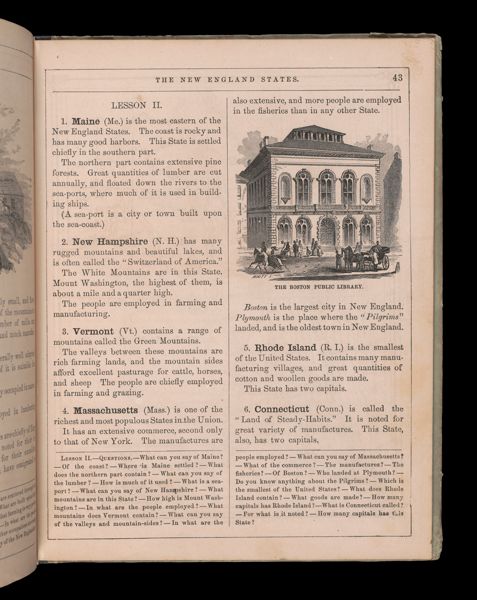 THE NEW ENGLAND STATES. 43
LESSON II.
1. Maine (Me.) is the most eastern of the
New England States. The coast is rocky and
has many good harbors. This State is settled
chiefly in the southern part.
The northern part contains extensive pine
forests. Great quantities of lumber are cut
annually, and floated down the rivers to the
sea-ports, where much of it is used in build-
ing ships.
(A sea-port is a city or town built upon
the sea-coast.)
2. New Hampshire (N. H.) has many
rugged mountains and beautiful lakes, and
is often called the "Switzerland of America."
The White Mountains are in this State.
Mount Washington, the highest of them, is
about a mile and a quarter high.
The people are employed in farming and
manufacturing.
3. Vermont (Vt.) contains a range of
mountains called the Green Mountains.
The valleys between these mountains are
rich farming lands, and the mountain sides
afford excellent pasturage for cattle, horses,
and sheep The people are chiefly employed
in farming and grazing.
4. Massachusetts (Mass.) is one of the
richest and most populous States in the Union.
It has an extensive commerce, second only
to that of New York. The manufactures are
also extensive, and more people are employed
in the fisheries than in any other State.
THE BOSTON PUBLIC LIBRARY.
Boston is the largest city in New England.
Plymouth is the place where the "Pilgrims"
landed, and is the oldest town in New England.
5. Rhode Island (R. I.) is the smallest
of the United States. It contains many manu-
facturing villages, and great quantities of
cotton and woollen goods are made.
This State has two capitals.
6. Connecticut (Conn.) is called the
"Land of Steady-Habits." It is noted for
great variety of manufactures. This State,
also, has two capitals,
LESSON II.—QUESTIONS.—What can you say of Maine?
—Of the coast?—Where is Maine settled?—What
does the northern part contain?—What can you say of
the lumber?—How is much of it used?—What is a sea-
port?—What can you say of New Hampshire?—What
mountains are in this State?—How high is Mount Wash-
ington?—In what are the people employed?—What
mountains does Vermont contain?—What can you say
of the valleys and mountain-sides?—In what are the
people employed?—What can you say of Massachusetts?
—What of the commerce?—The manufactures?—The
fisheries?—Of Boston?—Who landed at Plymouth?—
Do you know anything about the Pilgrims?—Which is
the smallest of the United States?—What does Rhode
Island contain?—What goods are made?—How many
capitals has Rhode Island?—What is Connecticut called?
—For what is it noted?—How many capitals has this
State?